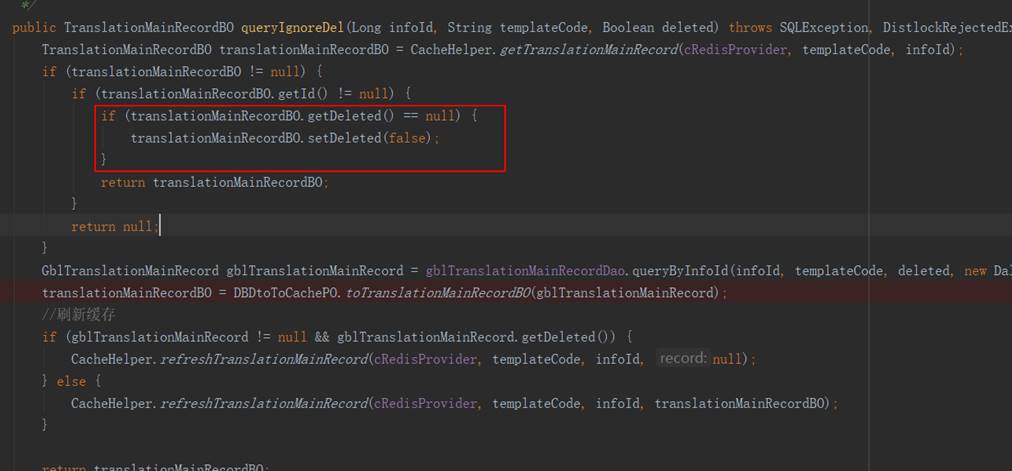 */
public TranslationMainRecordBO queryIgnoreDel(Long infoId, String templateCode, Boolean deleted) throws SQLException, DistlockRejectedEx
TranslationMainRecordBO translationMainRecordBO = CacheHelper.getTranslationMainRecord(cRedisProvider, templateCode, infoId);
if (translationMainRecordBO != null) {
if (translationMainRecordBO.getId() != null) {
if (translationMainRecordBO.getDeleted() == null) {
translationMainRecordBO.setDeleted(false);
}
return translationMainRecordBO;
}
return null;
}
GblTranslationMainRecord gblTranslationMainRecord = gblTranslationMainRecordDao.queryByInfoId(infoId, templateCode, deleted, new Dal
translationMainRecordBO = DBDtoToCachePO.toTranslationMainRecordBO(gblTranslationMainRecord);
//刷新缓存
if (gblTranslationMainRecord != null && gblTranslationMainRecord.getDeleted()) {
CacheHelper.refreshTranslationMainRecord(cRedisProvider, templateCode, infoId, record: null);
} else {
CacheHelper.refreshTranslationMainRecord(cRedisProvider, templateCode, infoId, translationMainRecordBO);
}
return translationMainRecordBO;